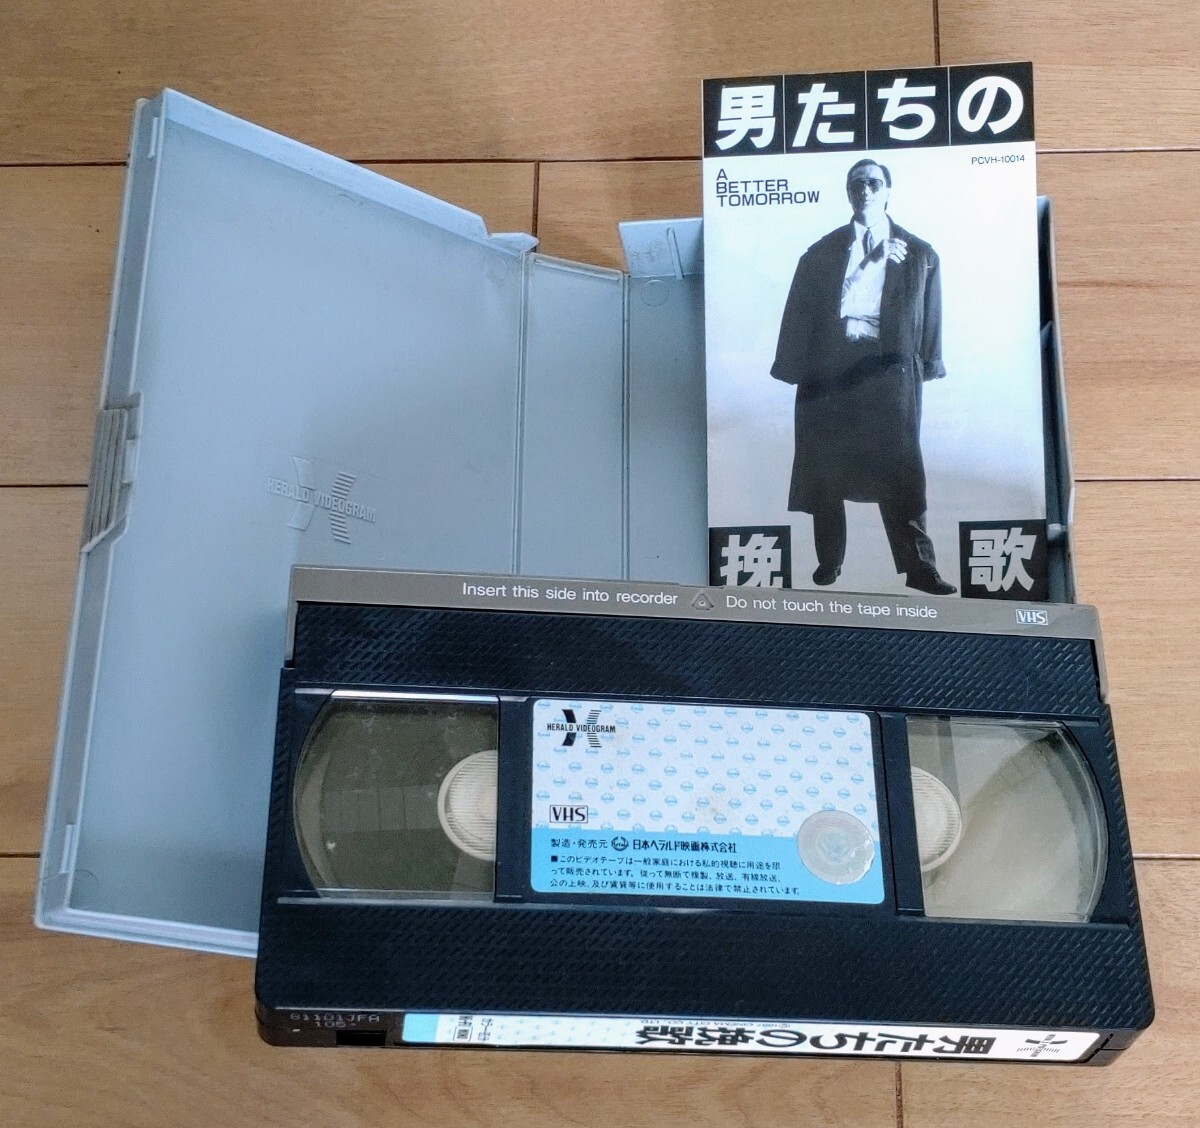 男たちの
PCVH-10014
A
BETTER
TOMORROW
挽歌
HERALD VIDEOGRAM
Insert this side into recorder Do not touch the tape inside VHS
HERALD VIDEOGRAM
VHS
製造・発売元 日本ヘラルド映画株式会社
■このビデオテープは一般家庭における私的視聴に用途を限
って販売されています。従って無断で複製、放送、有線放送、
公の上映、及び賃貸等に使用することは法律で禁止されています。
81101JFA
105
男たちの挽歌